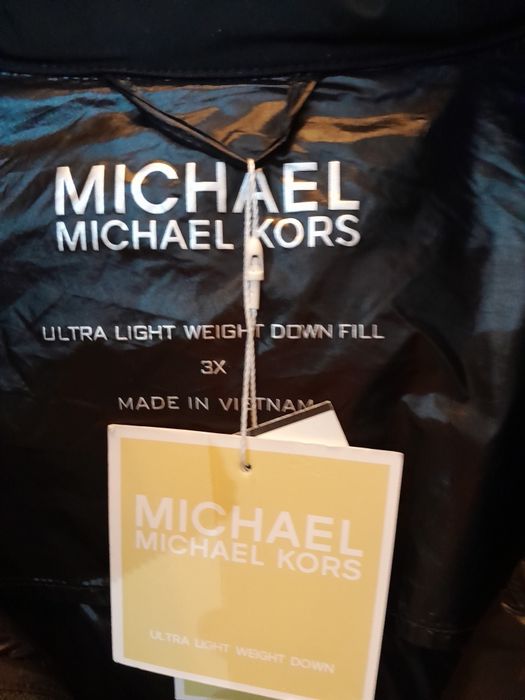 MICHAEL
MICHAEL KORS
ULTRA LIGHT WEIGHT DOWN FILL
3X
MADE IN VIETNAM
MICHAEL
MICHAEL KORS
ULTRA LIGHT WEIGHT DOWN